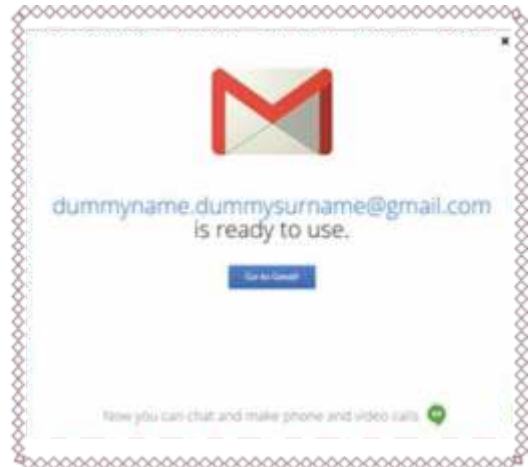 dummyname.dummysurname@gmail.com
is ready to use.
Go to Gmail
Now you can chat and make phone and video calls